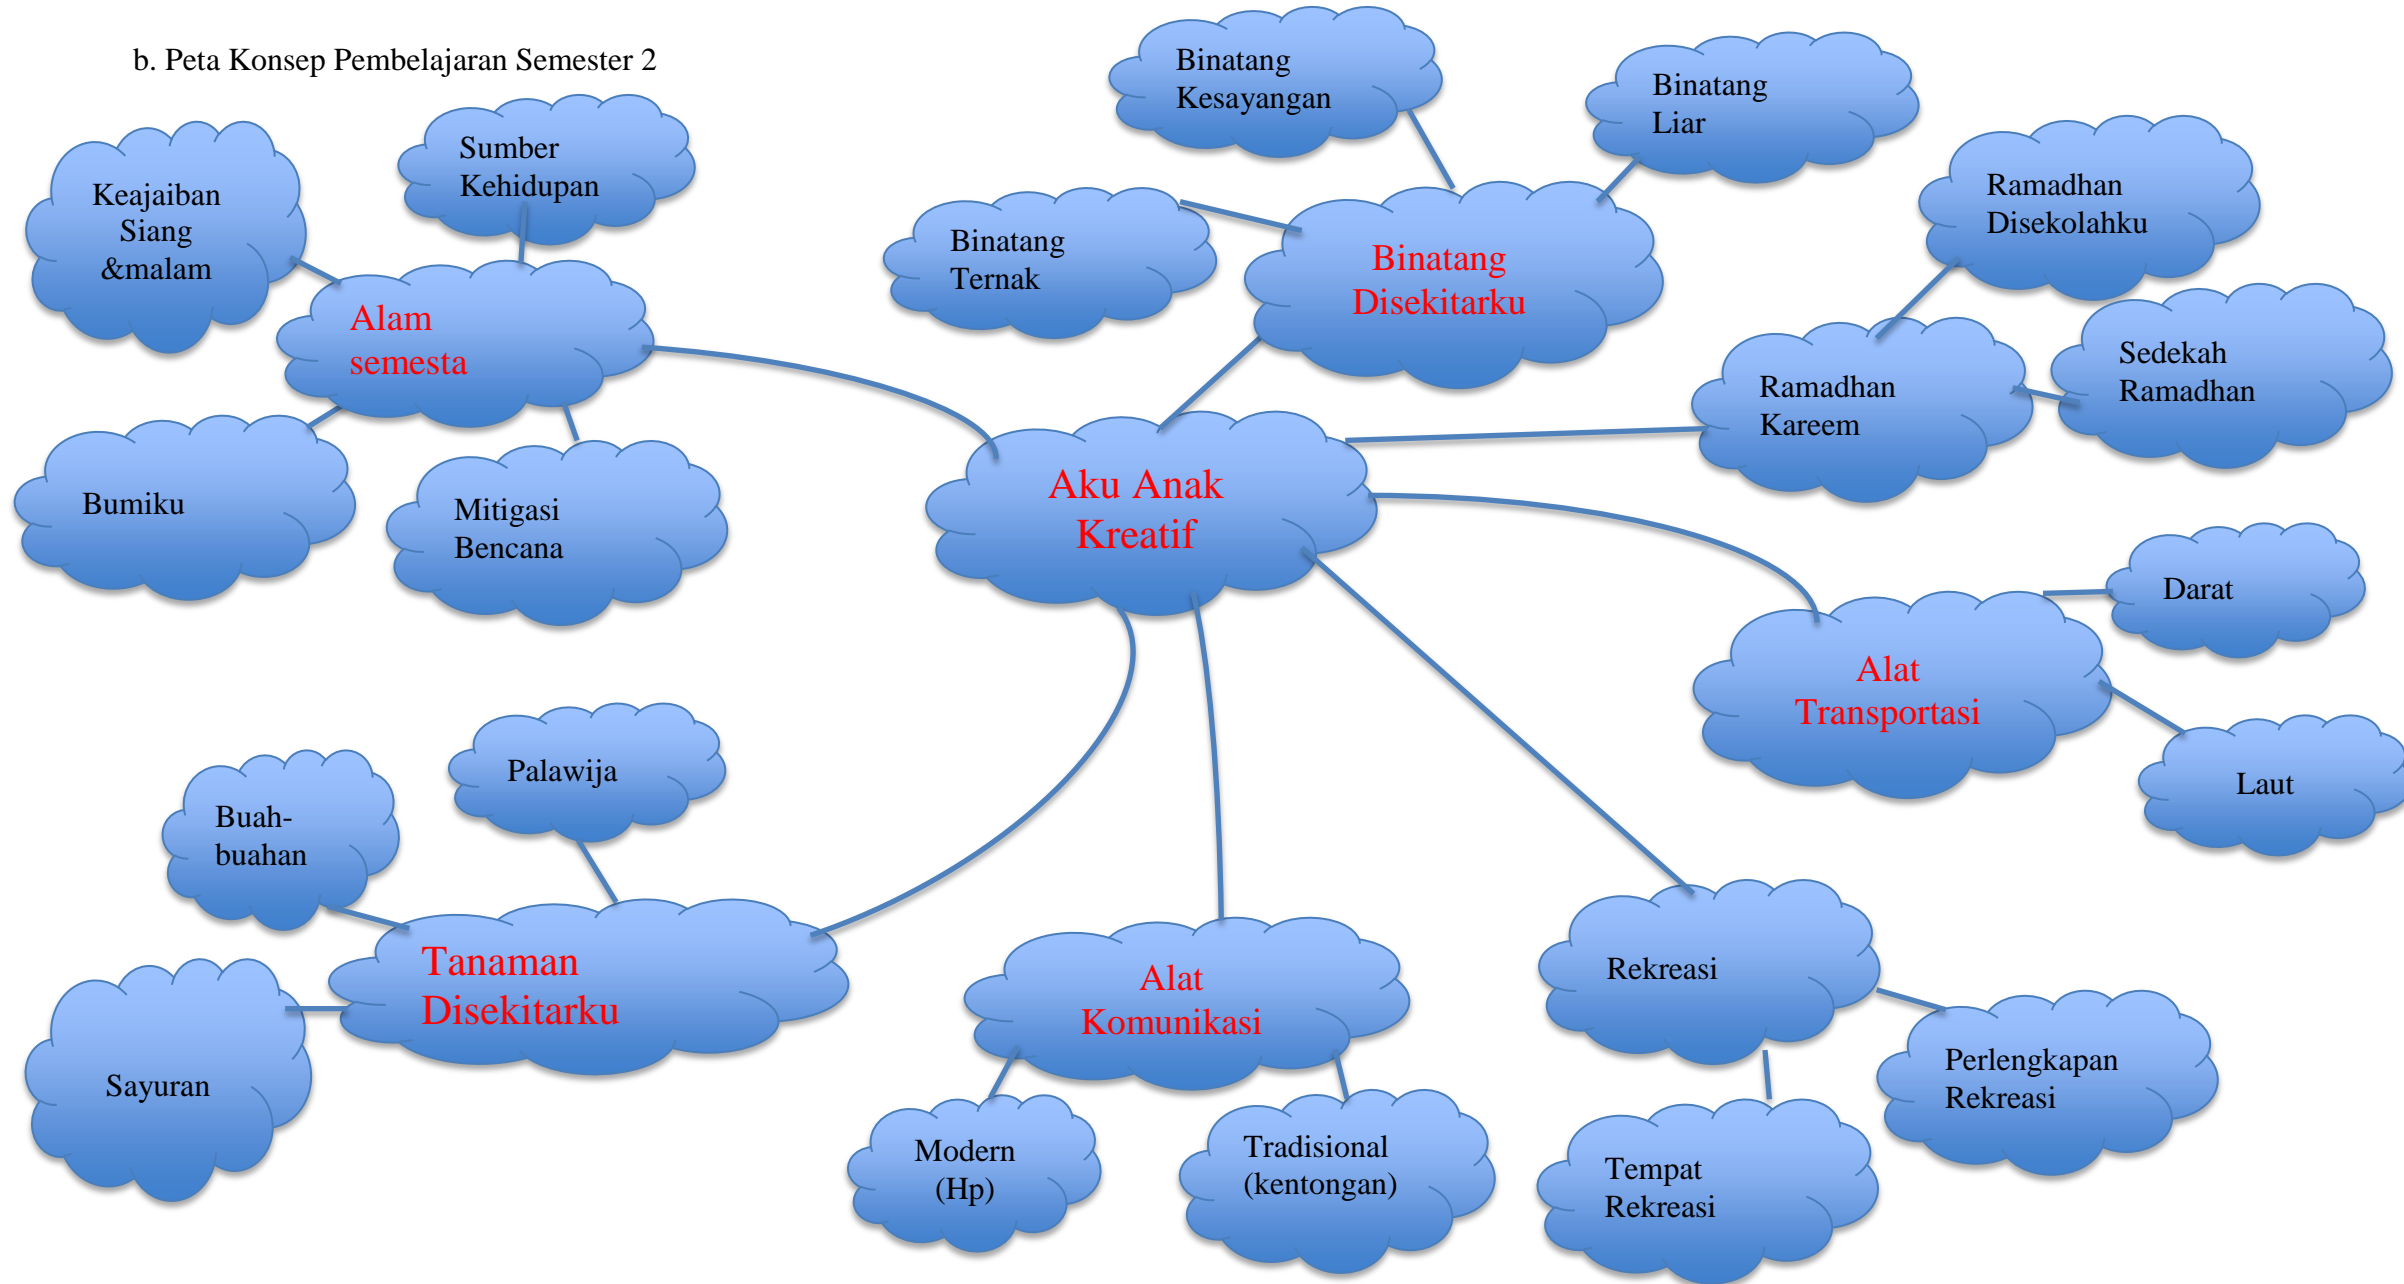 b. Peta Konsep Pembelajaran Semester 2
Keajaiban
Siang
&malam
Sumber
Kehidupan
Alam
semesta
Bumiku
Mitigasi
Bencana
Binatang
Kesayangan
Binatang
Liar
Binatang
Ternak
Binatang
Disekitarku
Ramadhan
Disekolahku
Sedekah
Ramadhan
Ramadhan
Kareem
Aku Anak
Kreatif
Darat
Alat
Transportasi
Laut
Palawija
Buah-
buahan
Tanaman
Disekitarku
Sayuran
Alat
Komunikasi
Modern
(Hp)
Tradisional
(kentongan)
Rekreasi
Perlengkapan
Rekreasi
Tempat
Rekreasi